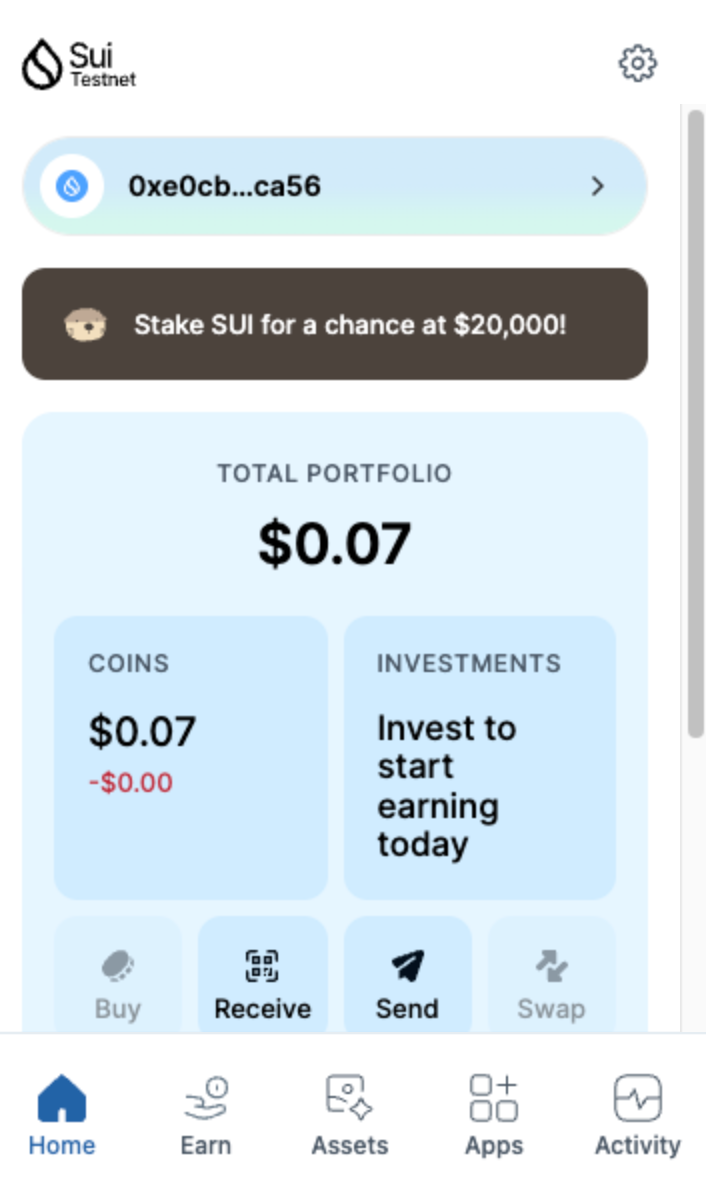 Sui
Testnet
0xe0cb...ca56
Stake SUI for a chance at $20,000!
TOTAL PORTFOLIO
$0.07
COINS
$0.07
-$0.00
INVESTMENTS
Invest to
start
earning
today
Buy
Receive
Send
Swap
Home
Earn
Assets
Apps
Activity